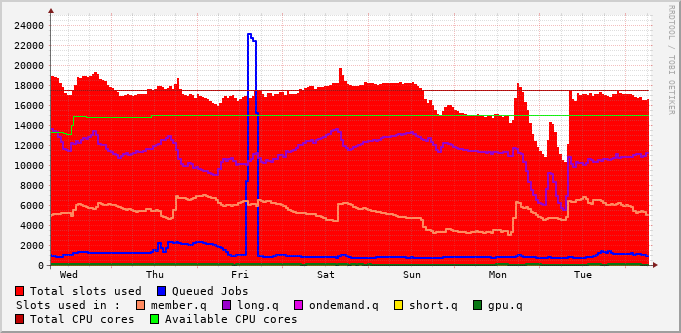 RRDTOOL / TOBI OETIKER
24000
22000
20000
18000
16000
14000
12000
10000
8000
6000
4000
2000
0
Wed Thu Fri Sat Sun Mon Tue
Total slots used Queued Jobs
Slots used in : member.q long.q ondemand.q short.q gpu.q
Total CPU cores Available CPU cores